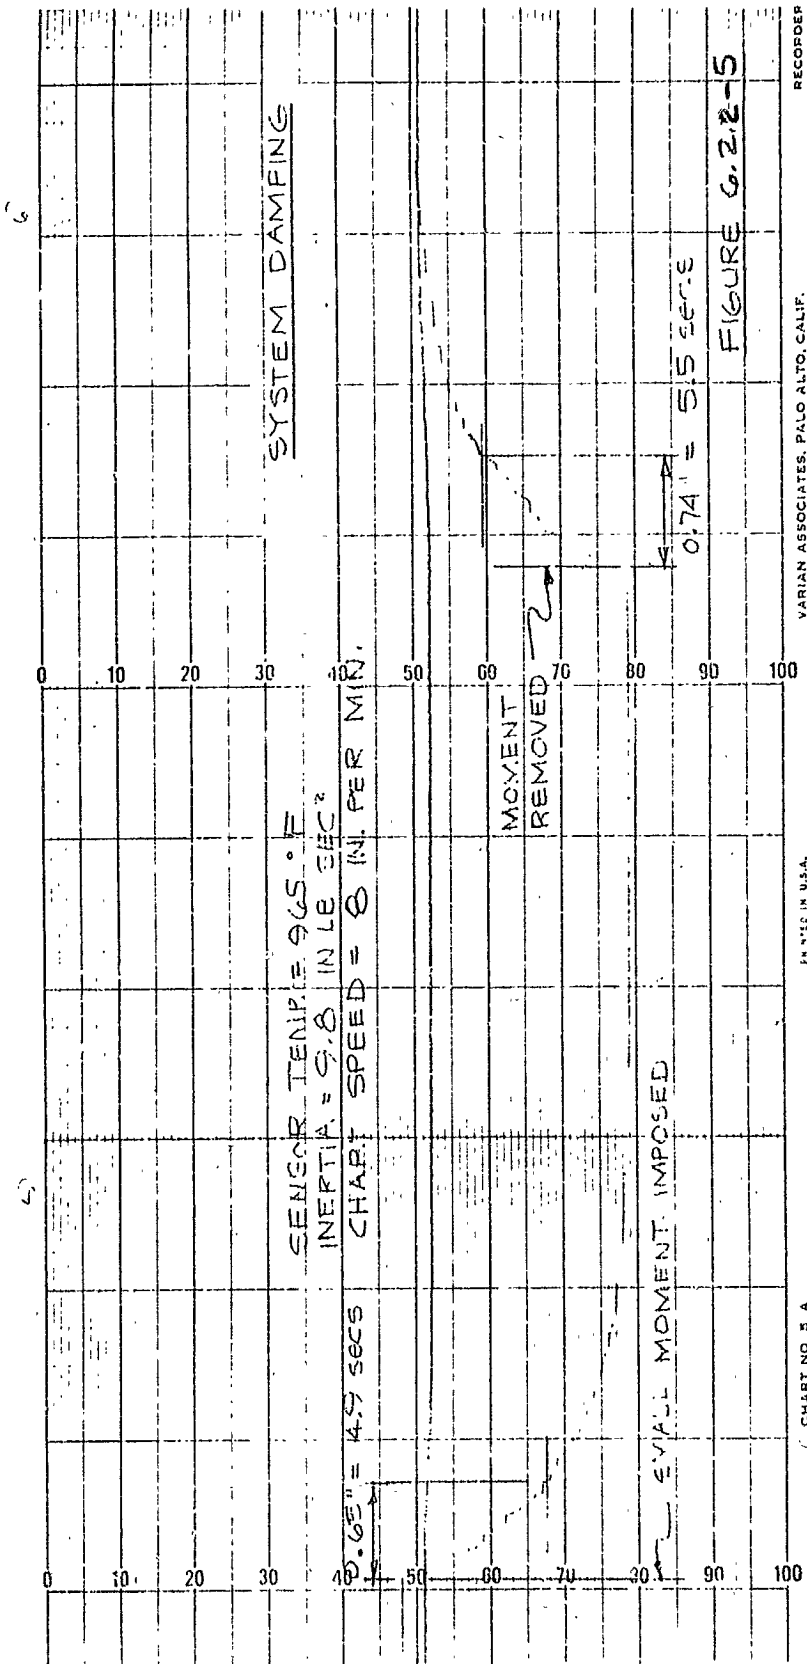 SYSTEM DAMPING
SENSOR TEMP. = 965 °F
INERTIA = 9.8 IN LB SEC²
CHART SPEED = 8 IN. PER MIN.
0.65" = 4.9 SECS
SMALL MOMENT IMPOSED
MOMENT
REMOVED
0.74" = 5.5 SECS
FIGURE 6.2.2-15
0 10 20 30 40 50 60 70 80 90 100
0 10 20 30 40 50 60 70 80 90 100
CHART NO. 5 A
IN U.S.A.
VARIAN ASSOCIATES, PALO ALTO, CALIF.
RECORDER